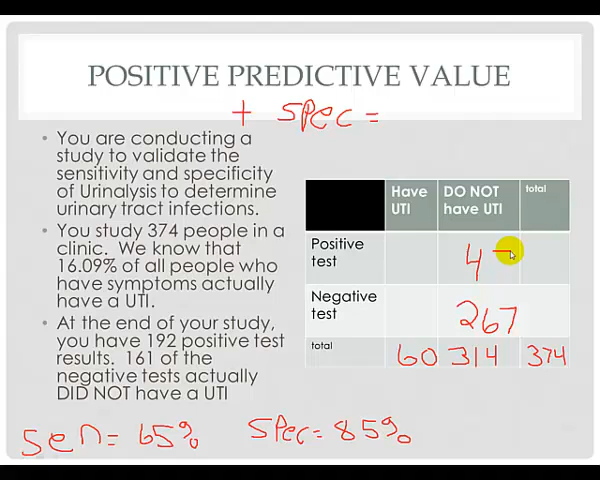 POSITIVE PREDICTIVE VALUE
+ spec =
• You are conducting a
study to validate the
sensitivity and specificity
of Urinalysis to determine
urinary tract infections.
• You study 374 people in a
clinic. We know that
16.09% of all people who
have symptoms actually
have a UTI.
• At the end of your study,
you have 192 positive test
results. 161 of the
negative tests actually
DID NOT have a UTI
Have UTI DO NOT have UTI total
Positive test 4
Negative test 267
total 60 314 374
Sen = 65% Spec = 85%